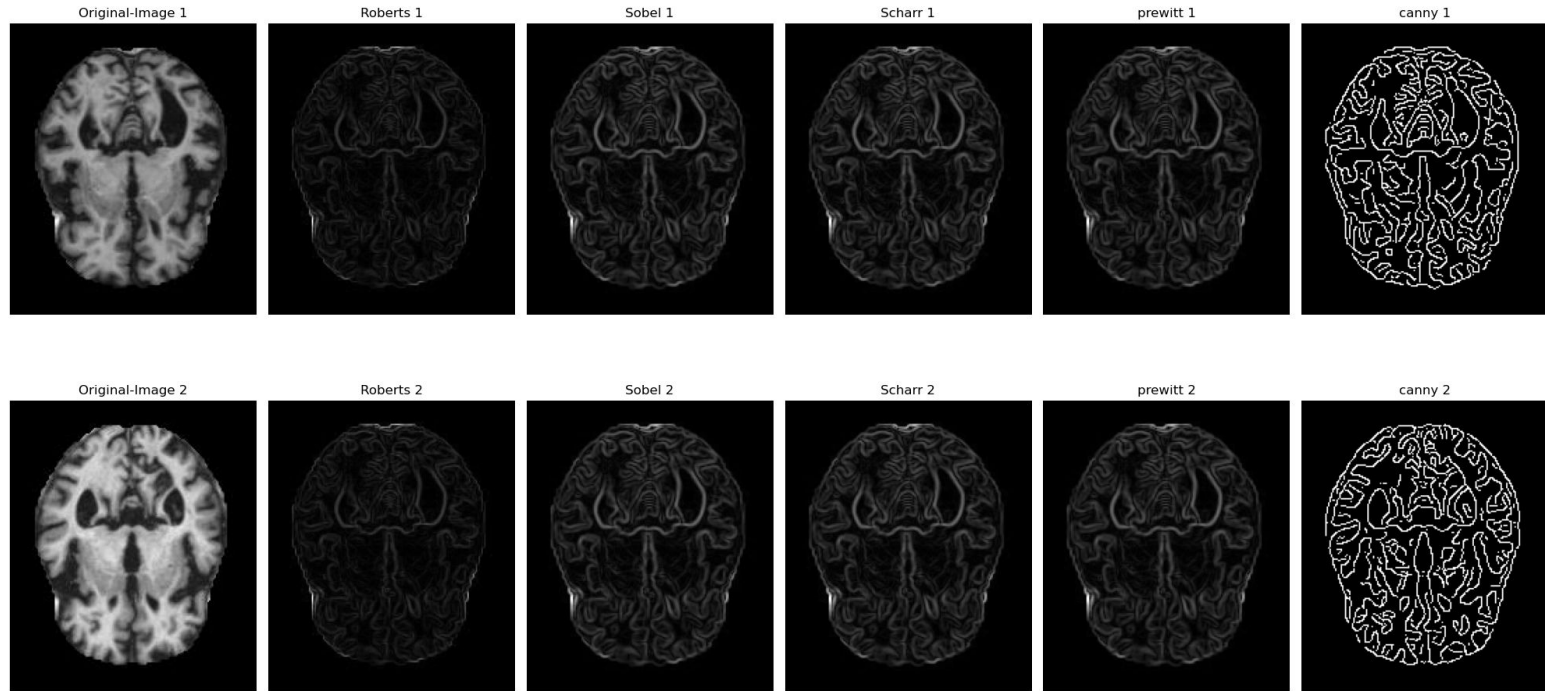 Original-Image 1
Roberts 1
Sobel 1
Scharr 1
prewitt 1
canny 1
Original-Image 2
Roberts 2
Sobel 2
Scharr 2
prewitt 2
canny 2